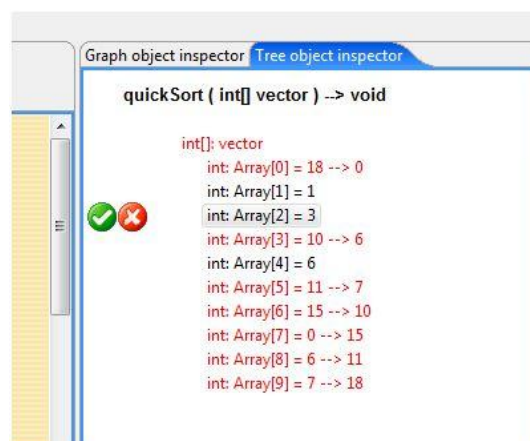 Graph object inspector Tree object inspector
quickSort ( int[] vector ) --> void
int[]: vector
int: Array[0] = 18 --> 0
int: Array[1] = 1
int: Array[2] = 3
int: Array[3] = 10 --> 6
int: Array[4] = 6
int: Array[5] = 11 --> 7
int: Array[6] = 15 --> 10
int: Array[7] = 0 --> 15
int: Array[8] = 6 --> 11
int: Array[9] = 7 --> 18